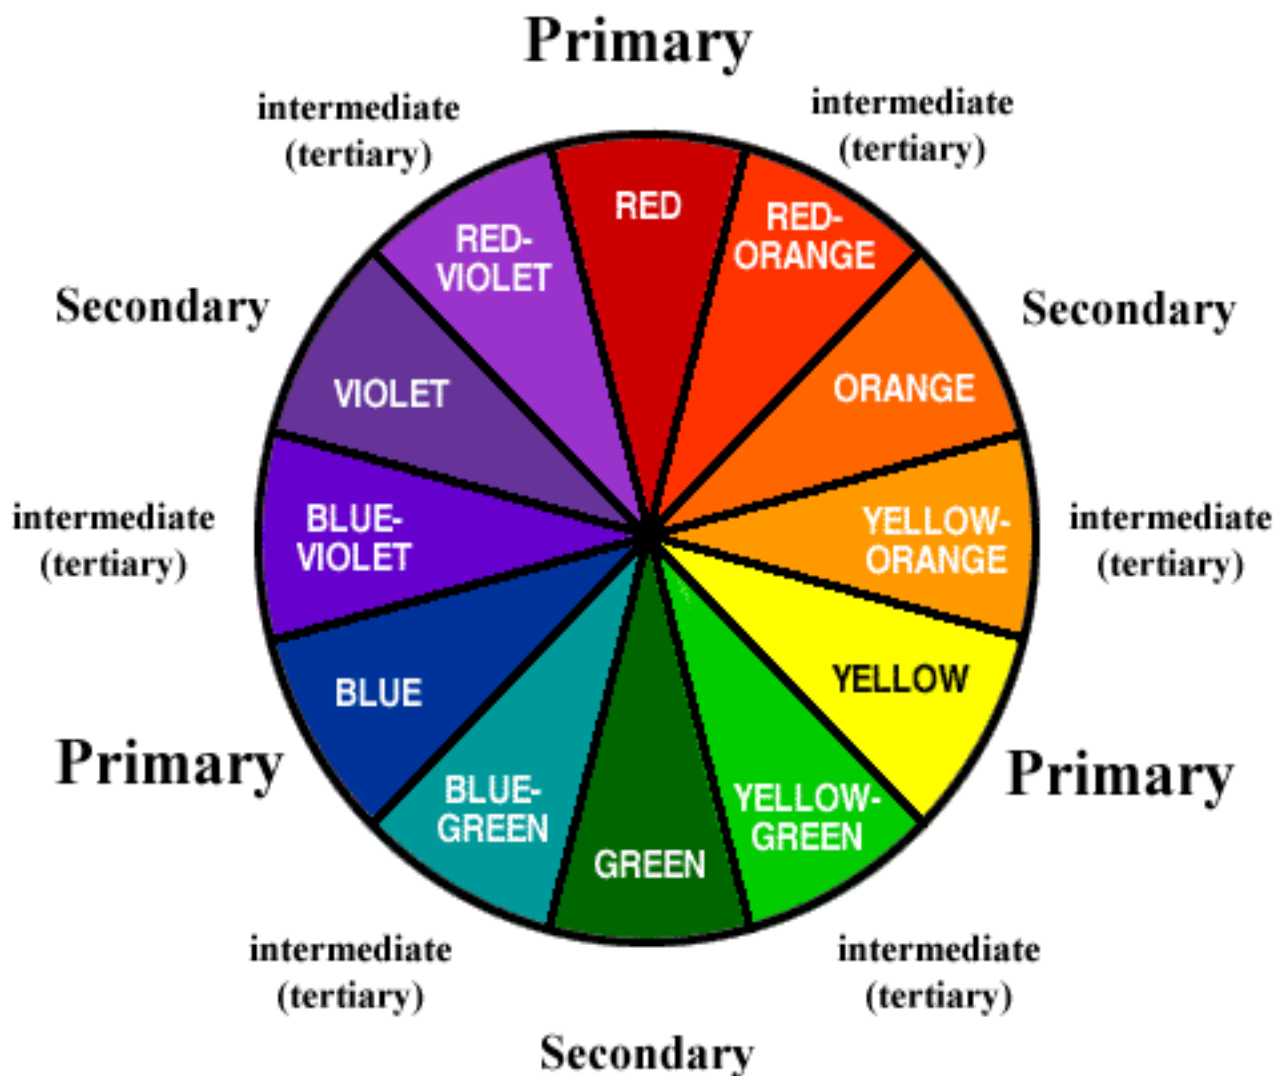 Primary
intermediate
(tertiary)
intermediate
(tertiary)
RED
RED-
ORANGE
RED-
VIOLET
Secondary
Secondary
ORANGE
VIOLET
intermediate
(tertiary)
BLUE-
VIOLET
YELLOW-
ORANGE
intermediate
(tertiary)
BLUE
YELLOW
Primary
Primary
BLUE-
GREEN
YELLOW-
GREEN
GREEN
intermediate
(tertiary)
intermediate
(tertiary)
Secondary